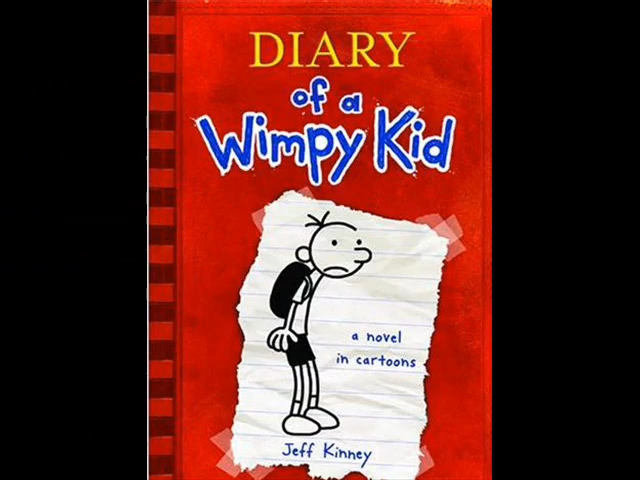 DIARY
of a
Wimpy Kid
a novel
in cartoons
Jeff Kinney